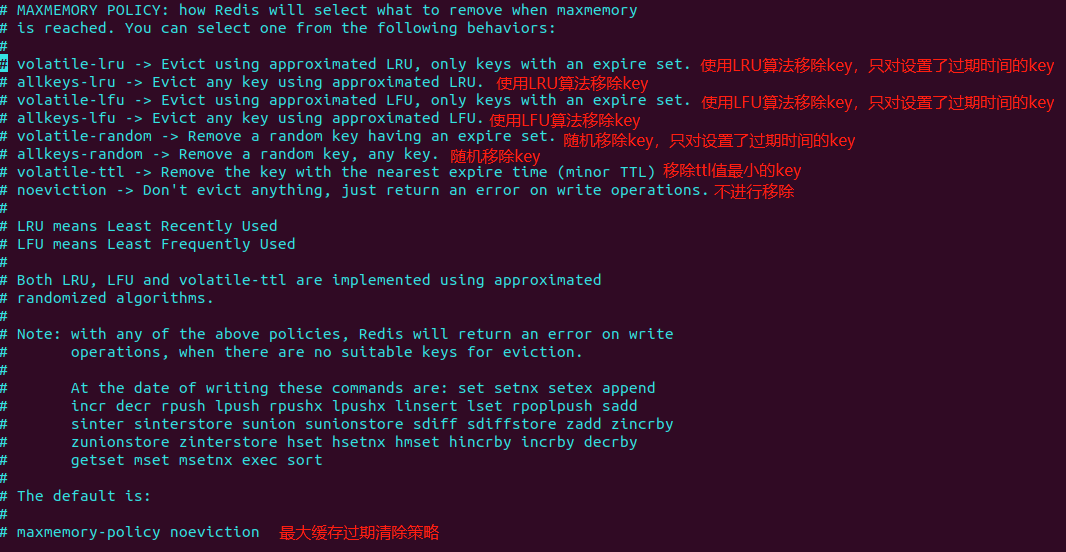 # MAXMEMORY POLICY: how Redis will select what to remove when maxmemory
# is reached. You can select one from the following behaviors:
#
# volatile-lru -> Evict using approximated LRU, only keys with an expire set. 使用LRU算法移除key，只对设置了过期时间的key
# allkeys-lru -> Evict any key using approximated LRU. 使用LRU算法移除key
# volatile-lfu -> Evict using approximated LFU, only keys with an expire set. 使用LFU算法移除key，只对设置了过期时间的key
# allkeys-lfu -> Evict any key using approximated LFU. 使用LFU算法移除key
# volatile-random -> Remove a random key having an expire set. 随机移除key，只对设置了过期时间的key
# allkeys-random -> Remove a random key, any key. 随机移除key
# volatile-ttl -> Remove the key with the nearest expire time (minor TTL) 移除ttl值最小的key
# noeviction -> Don't evict anything, just return an error on write operations. 不进行移除
#
# LRU means Least Recently Used
# LFU means Least Frequently Used
#
# Both LRU, LFU and volatile-ttl are implemented using approximated
# randomized algorithms.
#
# Note: with any of the above policies, Redis will return an error on write
#       operations, when there are no suitable keys for eviction.
#
#       At the date of writing these commands are: set setnx setex append
#       incr decr rpush lpush rpushx lpushx linsert lset rpoplpush sadd
#       sinter sinterstore sunion sunionstore sdiff sdiffstore zadd zincrby
#       zunionstore zinterstore hset hsetnx hmset hincrby incrby decrby
#       getset mset msetnx exec sort
#
# The default is:
#
# maxmemory-policy noeviction 最大缓存过期清除策略